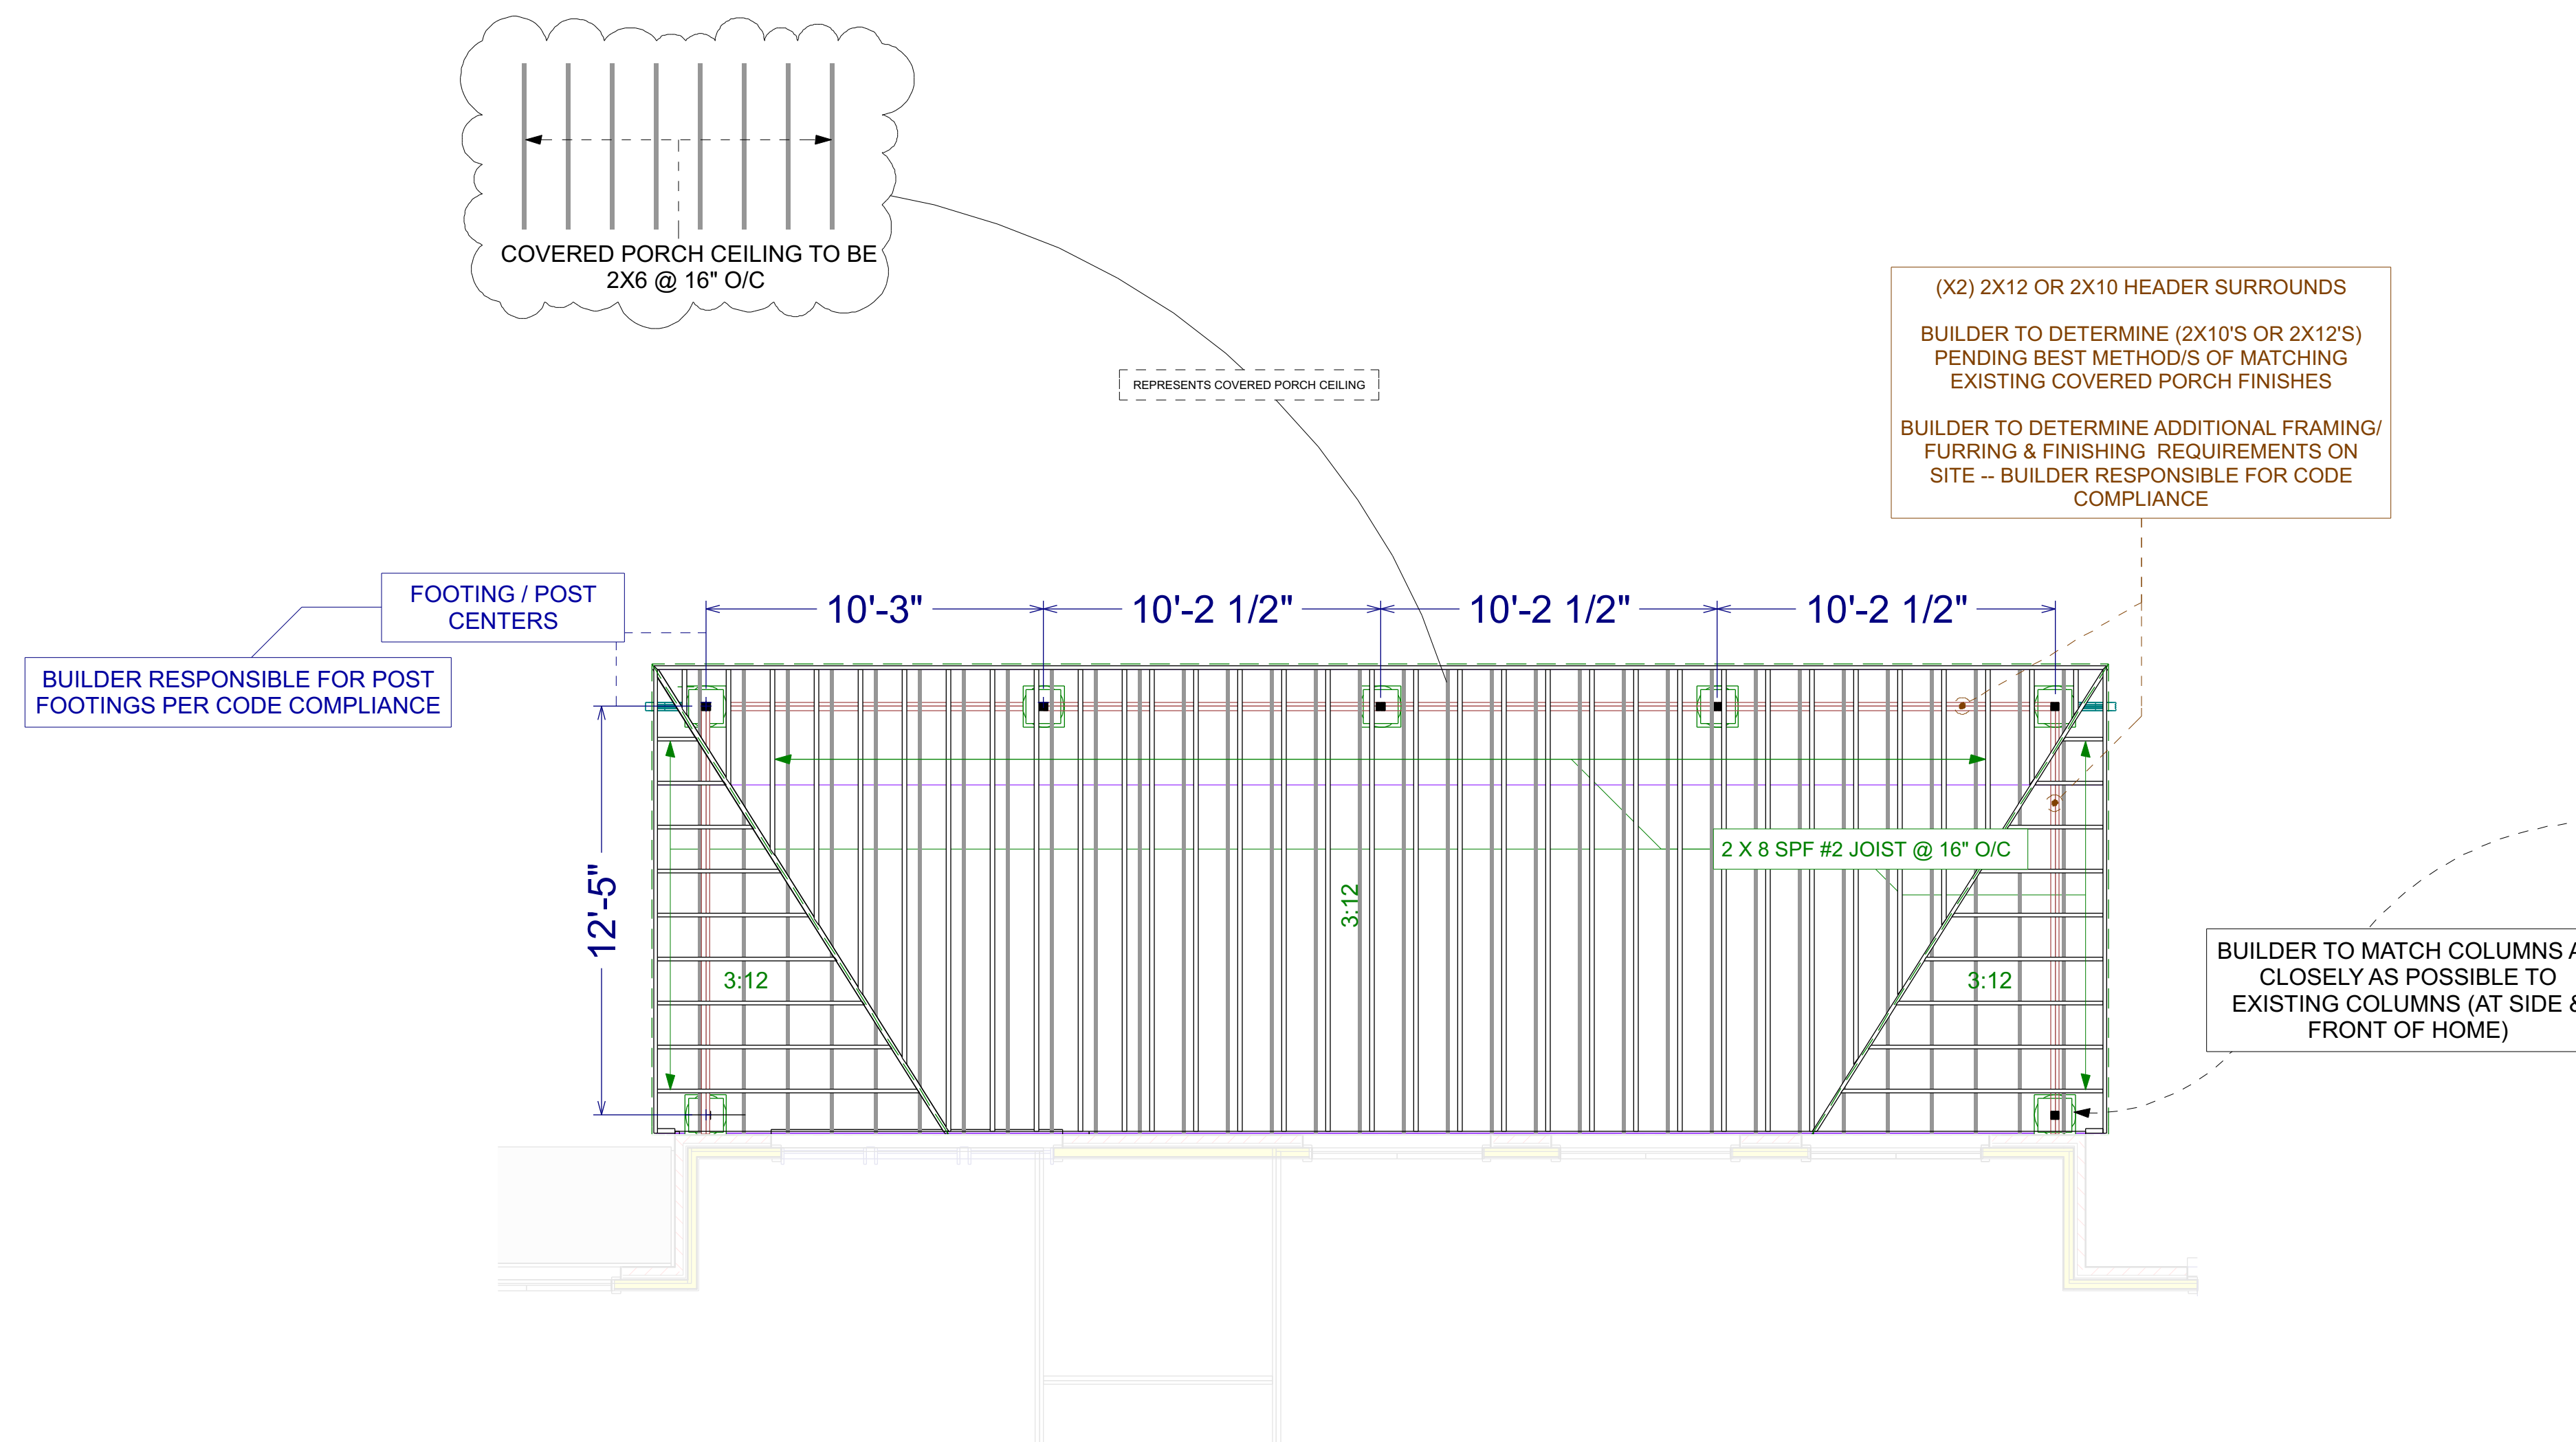 COVERED PORCH CEILING TO BE
2X6 @ 16" O/C
REPRESENTS COVERED PORCH CEILING
(X2) 2X12 OR 2X10 HEADER SURROUNDS
BUILDER TO DETERMINE (2X10'S OR 2X12'S)
PENDING BEST METHOD/S OF MATCHING
EXISTING COVERED PORCH FINISHES
BUILDER TO DETERMINE ADDITIONAL FRAMING/
FURRING & FINISHING REQUIREMENTS ON
SITE -- BUILDER RESPONSIBLE FOR CODE
COMPLIANCE
FOOTING / POST
CENTERS
BUILDER RESPONSIBLE FOR POST
FOOTINGS PER CODE COMPLIANCE
10'-3"
10'-2 1/2"
10'-2 1/2"
10'-2 1/2"
12'-5"
2 X 8 SPF #2 JOIST @ 16" O/C
3:12
3:12
3:12
BUILDER TO MATCH COLUMNS
CLOSELY AS POSSIBLE TO
EXISTING COLUMNS (AT SIDE &
FRONT OF HOME)